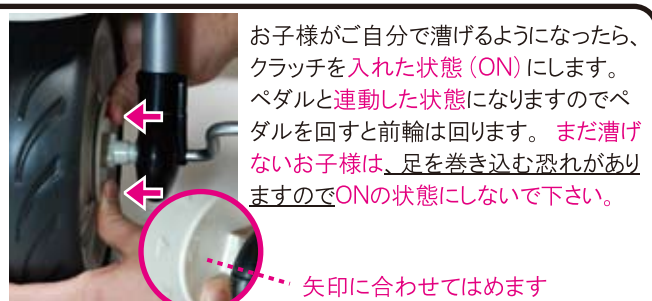 お子様がご自分で漕げるようになったら、
クラッチを入れた状態（ON）にします。
ペダルと連動した状態になりますのでペ
ダルを回すと前輪は回ります。 まだ漕げ
ないお子様は、足を巻き込む恐れがあり
ますのでONの状態にしないで下さい。
矢印に合わせてはめます